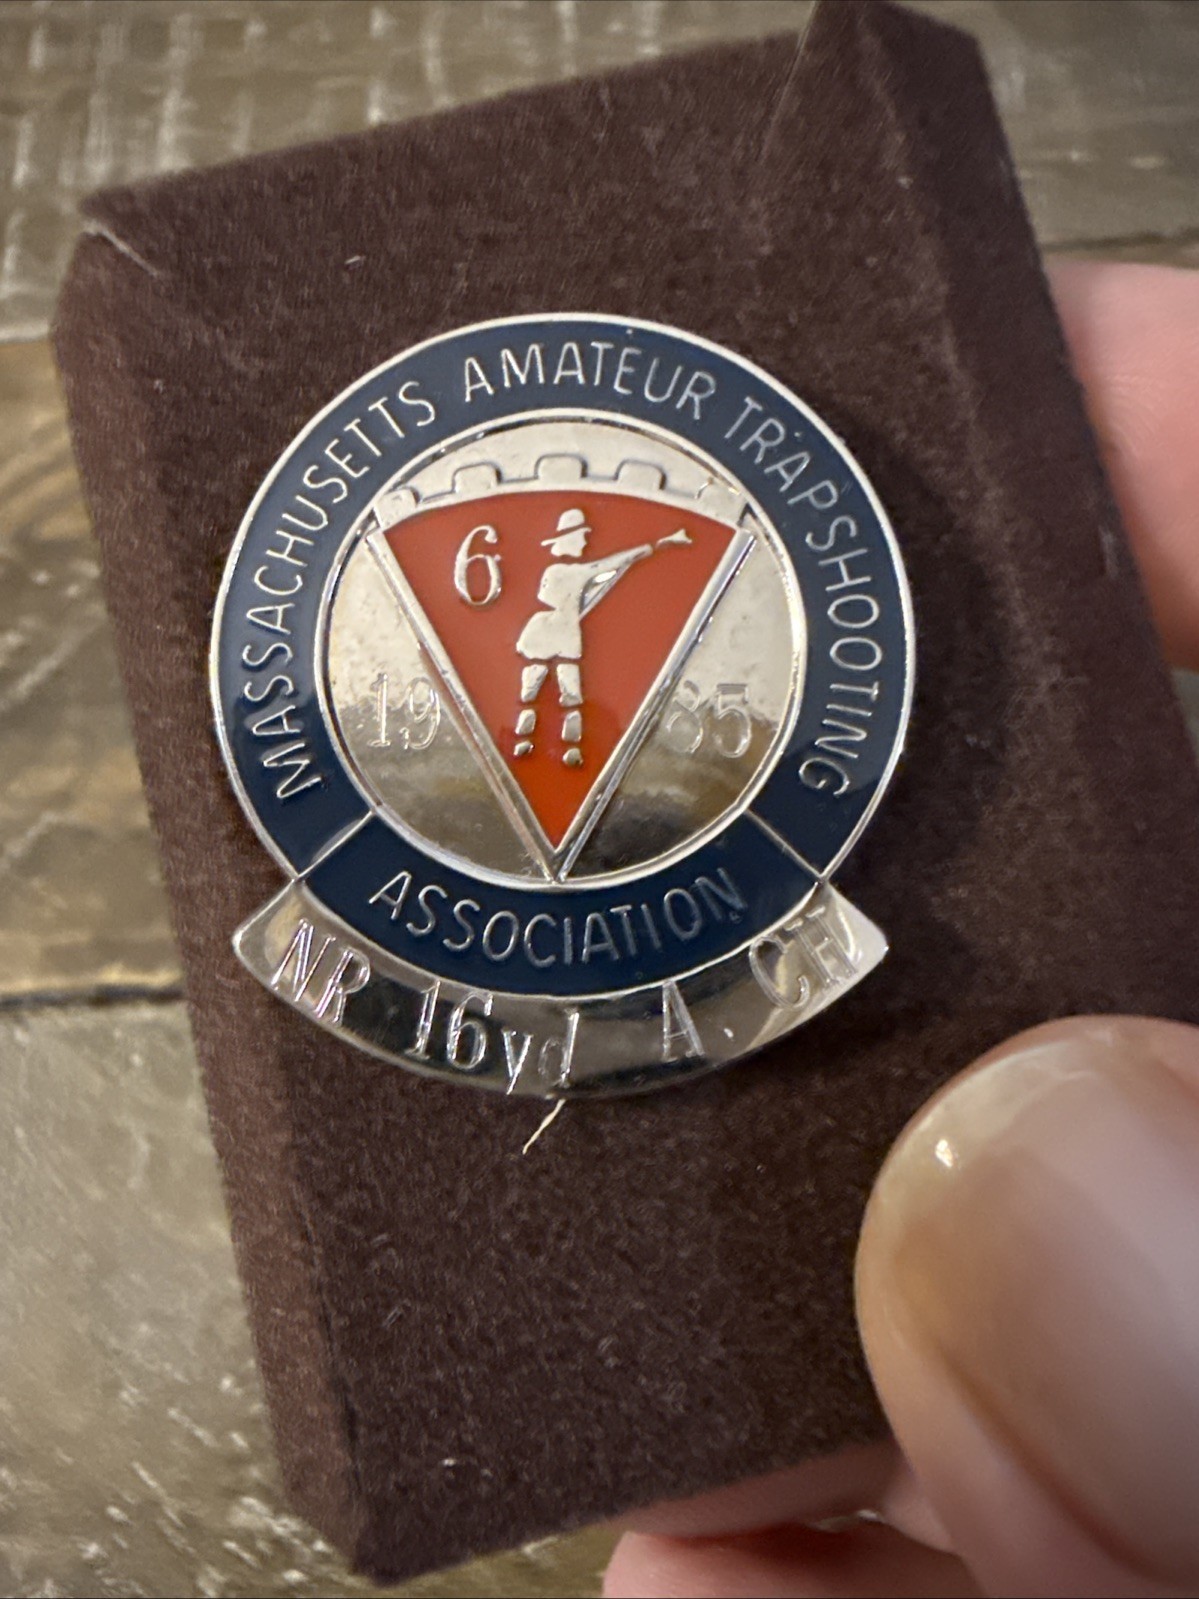 MASSACHUSETTS AMATEUR TRAPSHOOTING
6
19 85
ASSOCIATION
NR 16yd A. CH